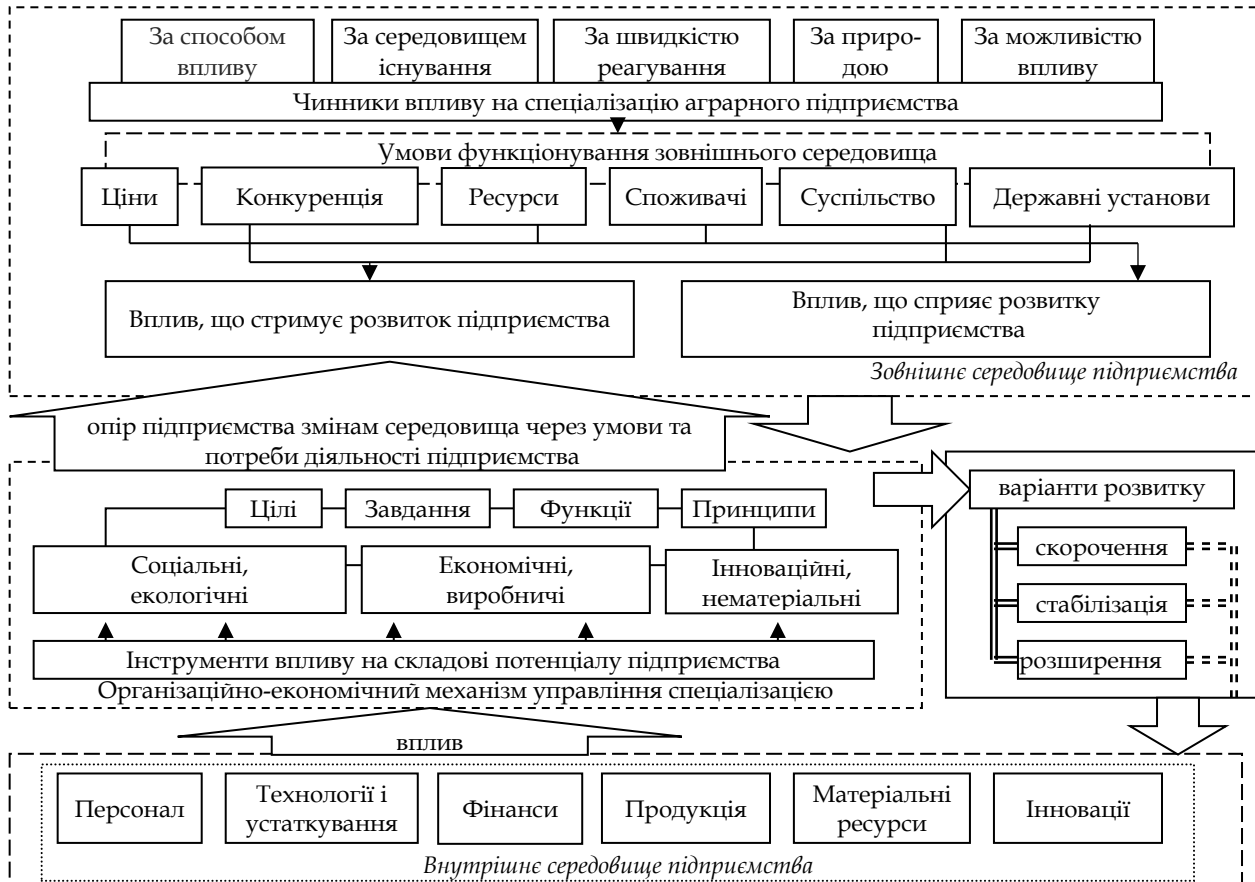 За способом
впливу
За середовищем
існування
За швидкістю
реагування
За приро-
дою
За можливістю
впливу
Чинники впливу на спеціалізацію аграрного підприємства
Умови функціонування зовнішнього середовища
Ціни
Конкуренція
Ресурси
Споживачі
Суспільство
Державні установи
Вплив, що стримує розвиток підприємства
Вплив, що сприяє розвитку
підприємства
Зовнішнє середовище підприємства
опір підприємства змінам середовища через умови та
потреби діяльності підприємства
Цілі
Завдання
Функції
Принципи
Соціальні,
екологічні
Економічні,
виробничі
Інноваційні,
нематеріальні
Інструменти впливу на складові потенціалу підприємства
Організаційно-економічний механізм управління спеціалізацією
варіанти розвитку
скорочення
стабілізація
розширення
вплив
Персонал
Технології і
устаткування
Фінанси
Продукція
Матеріальні
ресурси
Інновації
Внутрішнє середовище підприємства